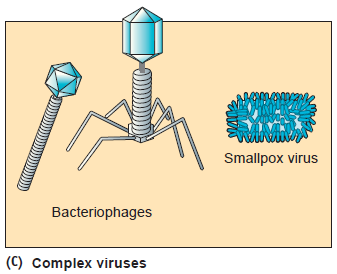 Smallpox virus
Bacteriophages
(C) Complex viruses